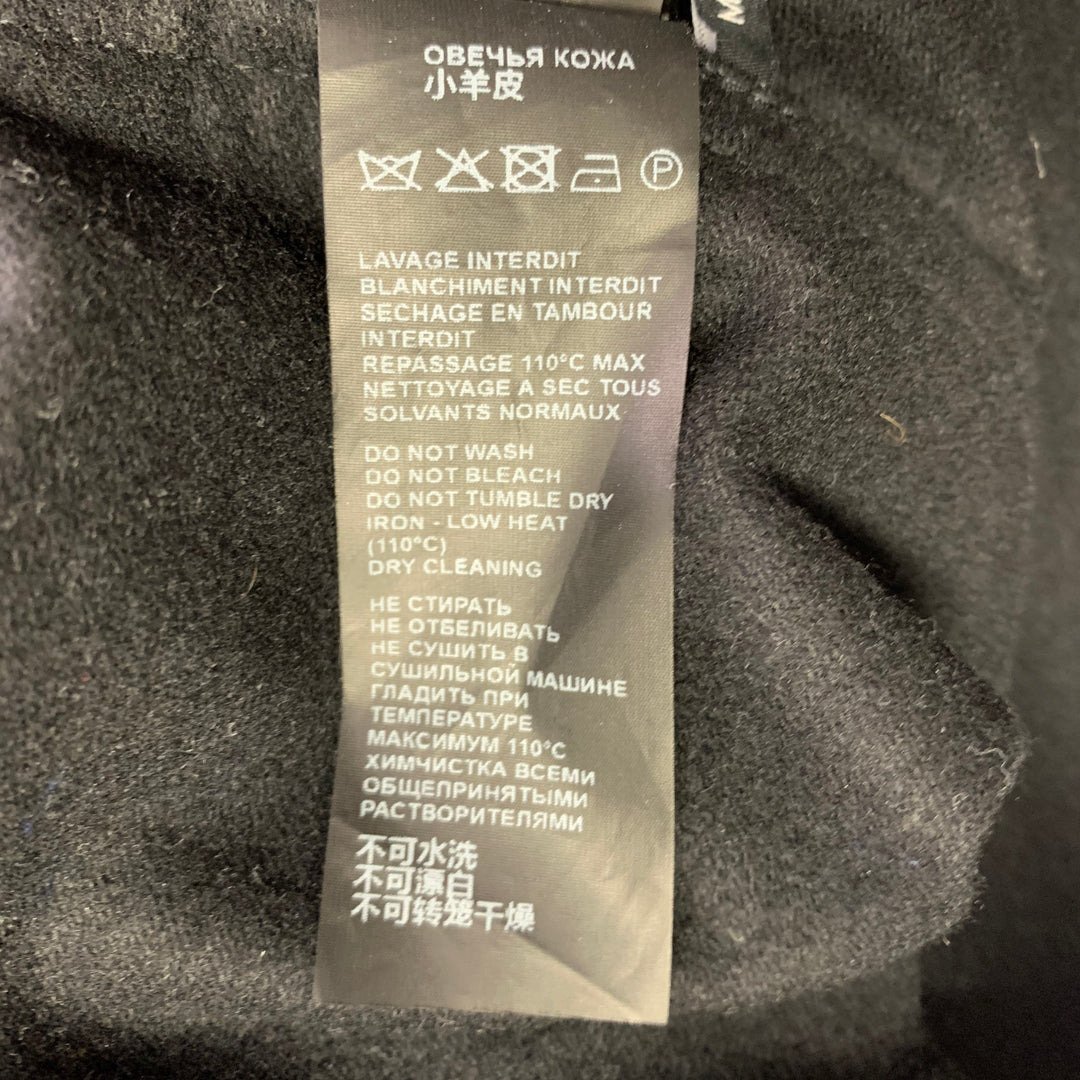 ОВЕЧЬЯ КОЖА
小羊皮
P
LAVAGE INTERDIT
BLANCHIMENT INTERDIT
SECHAGE EN TAMBOUR
INTERDIT
REPASSAGE 110°C MAX
NETTOYAGE A SEC TOUS
SOLVANTS NORMAUX
DO NOT WASH
DO NOT BLEACH
DO NOT TUMBLE DRY
IRON - LOW HEAT
(110°C)
DRY CLEANING
НЕ СТИРАТЬ
НЕ ОТБЕЛИВАТЬ
НЕ СУШИТЬ В
СУШИЛЬНОЙ МАШИНЕ
ГЛАДИТЬ ПРИ
ТЕМПЕРАТУРЕ
МАКСИМУМ 110°C
ХИМЧИСТКА ВСЕМИ
ОБЩЕПРИНЯТЫМИ
РАСТВОРИТЕЛЯМИ
不可水洗
不可漂白
不可转笼干燥